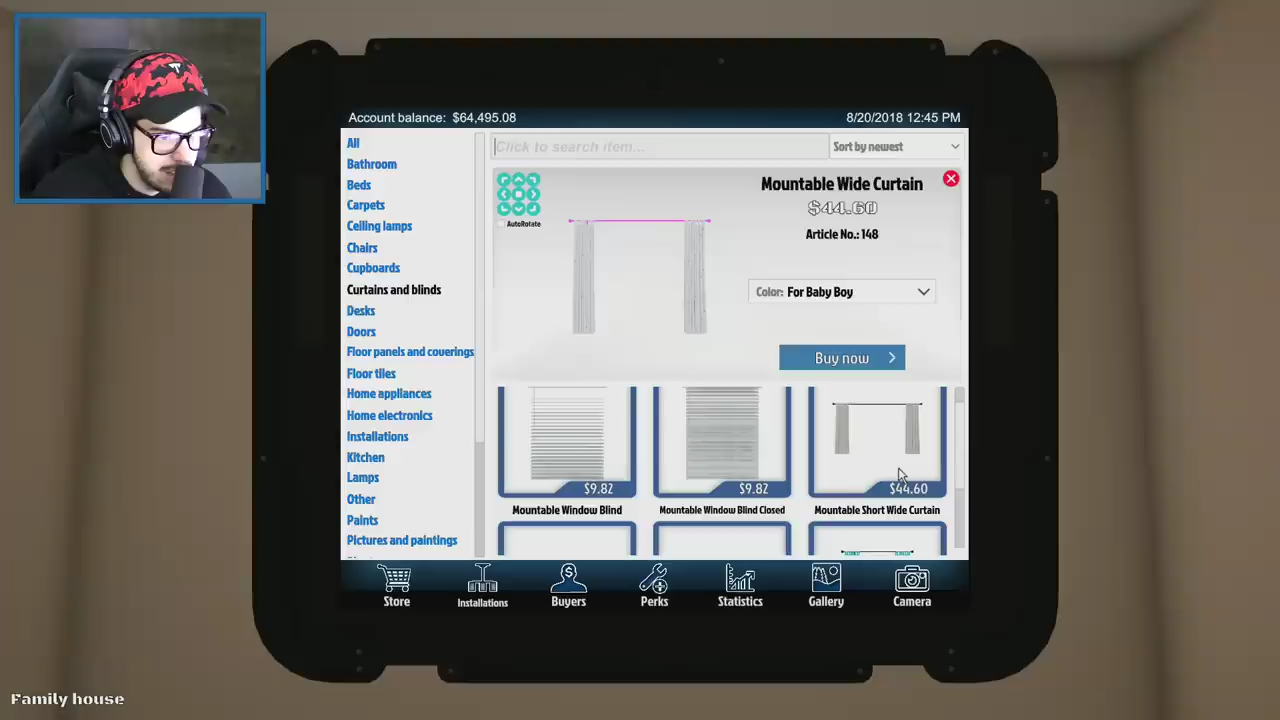 Account balance: $64,495.08
8/20/2018 12:45 PM
All
Bathroom
Beds
Carpets
Ceiling lamps
Chairs
Cupboards
Curtains and blinds
Desks
Doors
Floor panels and coverings
Floor tiles
Home appliances
Home electronics
Installations
Kitchen
Lamps
Other
Paints
Pictures and paintings
Click to search item...
Sort by newest
AutoRotate
Mountable Wide Curtain
$44.60
Article No.: 148
Color: For Baby Boy
Buy now
$9.82
$9.82
$44.60
Mountable Window Blind
Mountable Window Blind Closed
Mountable Short Wide Curtain
Store
Installations
Buyers
Perks
Statistics
Gallery
Camera
Family house